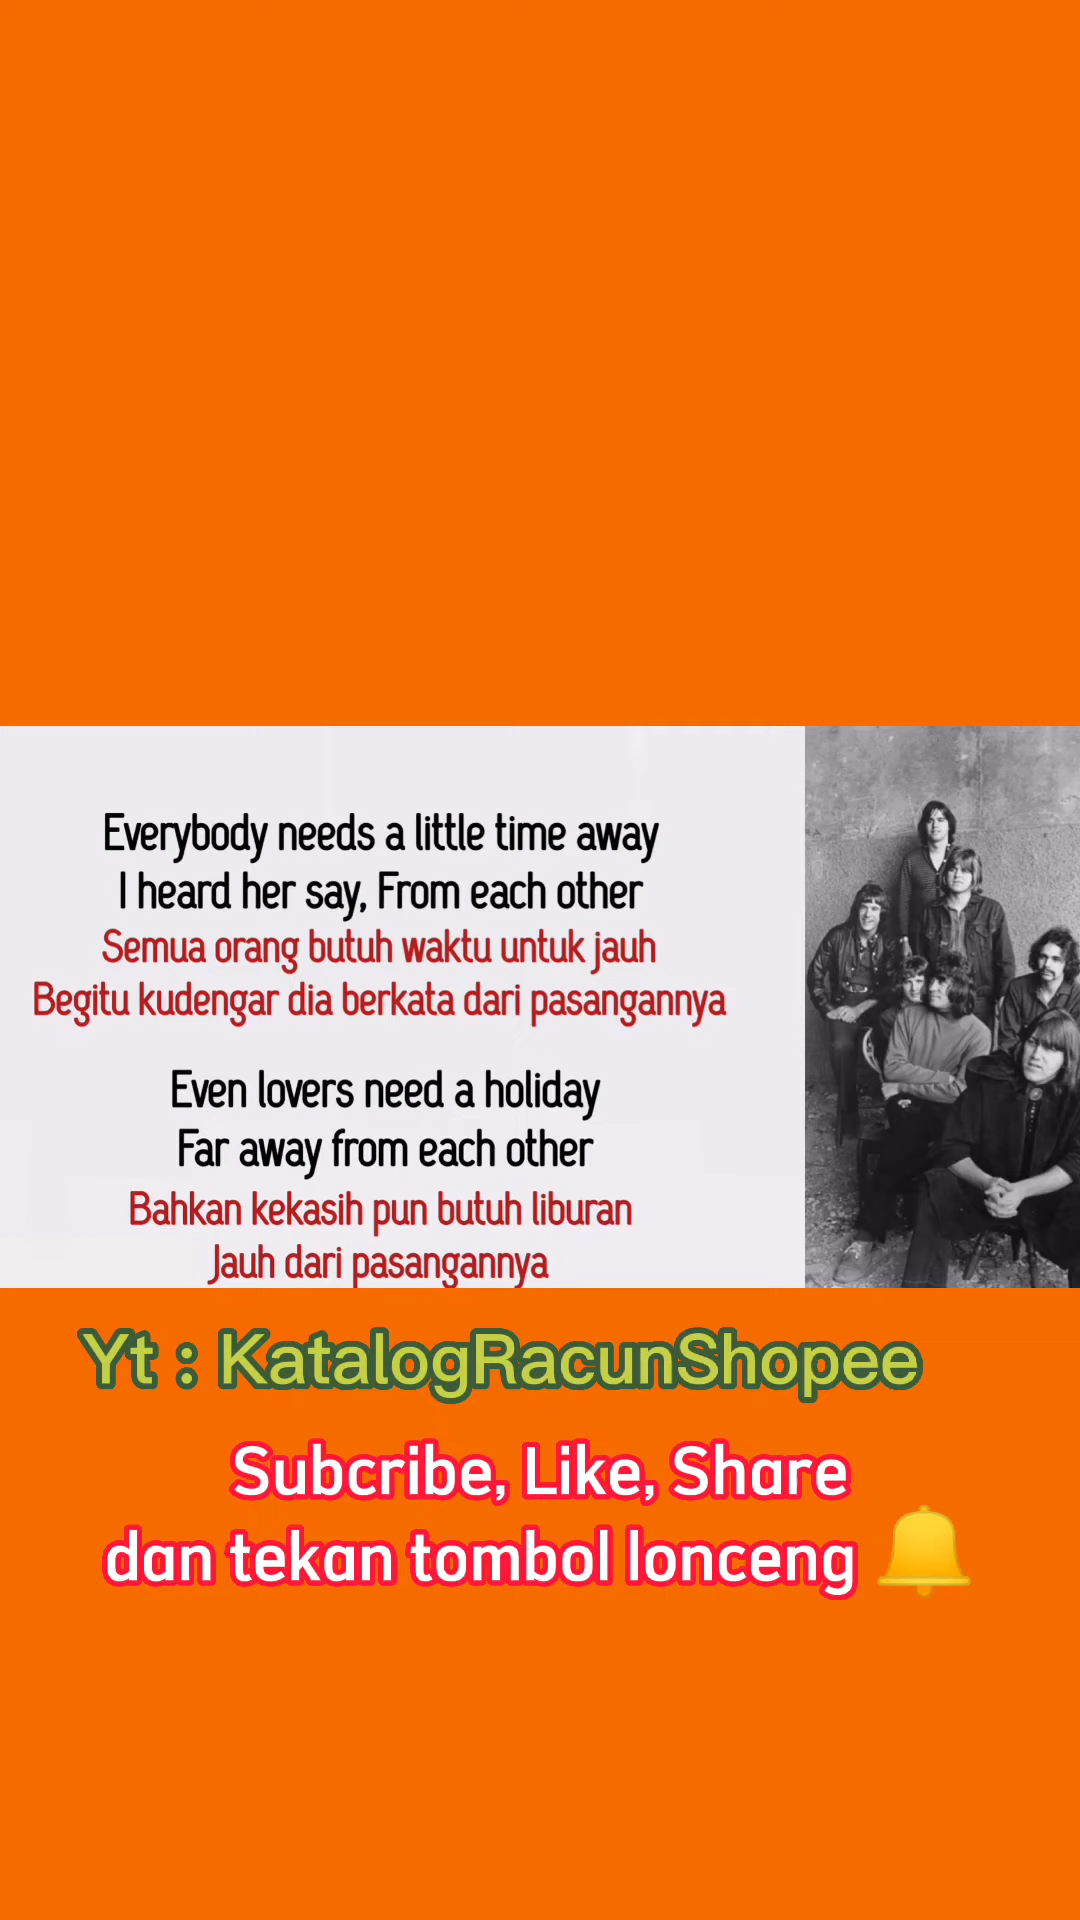 Everybody needs a little time away
I heard her say, From each other
Semua orang butuh waktu untuk jauh
Begitu kudengar dia berkata dari pasangannya
Even lovers need a holiday
Far away from each other
Bahkan kekasih pun butuh liburan
Jauh dari pasangannya
Yt : KatalogRacunShopee
Subcribe, Like, Share
dan tekan tombol lonceng 🔔